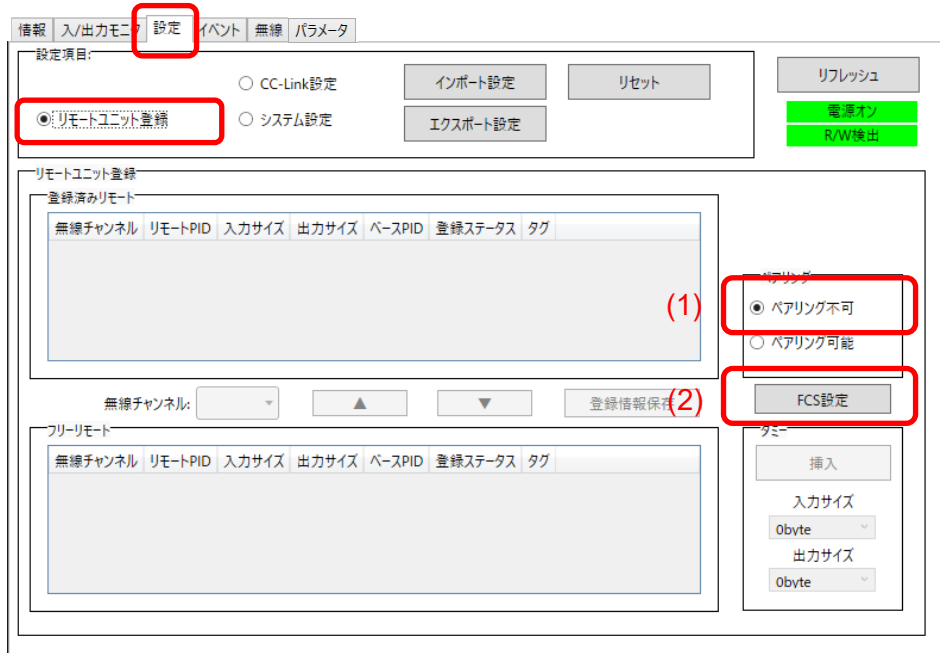 情報 入/出力モニタ 設定 イベント 無線 パラメータ
設定項目:
リモートユニット登録
CC-Link設定
システム設定
インポート設定
エクスポート設定
リセット
リフレッシュ
電源オン
R/W検出
リモートユニット登録
登録済みリモート
無線チャンネル リモートPID 入力サイズ 出力サイズ ベースPID 登録ステータス タグ
ペアリング
(1)
ペアリング不可
ペアリング可能
無線チャンネル:
▲
▼
登録情報保存
(2)
FCS設定
フリーリモート
無線チャンネル リモートPID 入力サイズ 出力サイズ ベースPID 登録ステータス タグ
ダミー
挿入
入力サイズ
0byte
出力サイズ
0byte